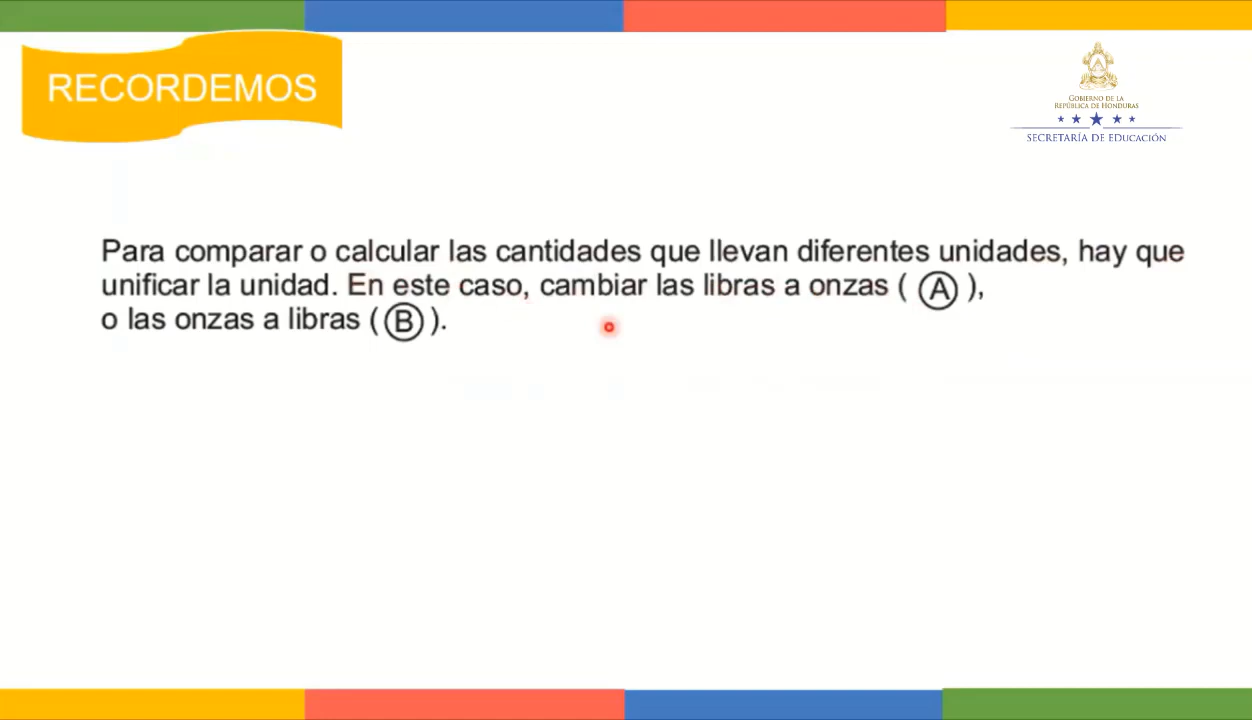 RECORDEMOS
GOBIERNO DE LA
REPÚBLICA DE HONDURAS
SECRETARÍA DE EDUCACIÓN
Para comparar o calcular las cantidades que llevan diferentes unidades, hay que
unificar la unidad. En este caso, cambiar las libras a onzas ( Ⓐ ),
o las onzas a libras ( Ⓑ ).